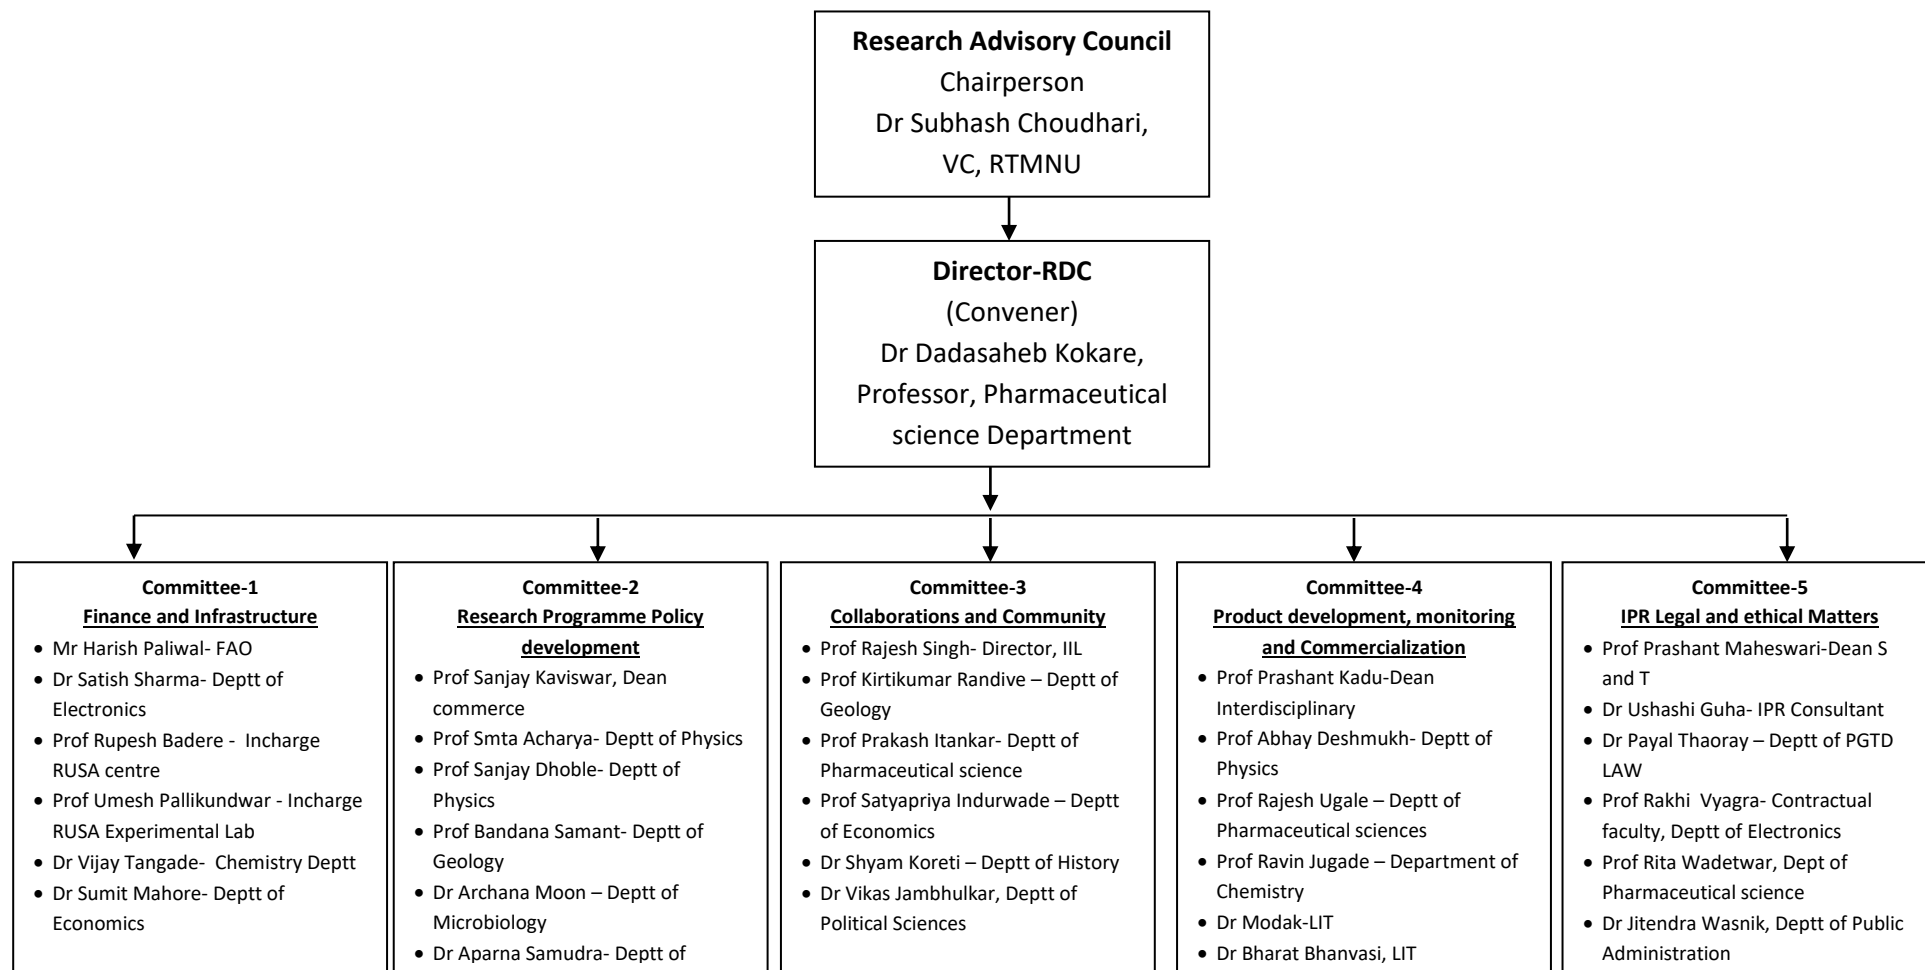 Research Advisory Council
Chairperson
Dr Subhash Choudhari,
VC, RTMNU
Director-RDC
(Convener)
Dr Dadasaheb Kokare,
Professor, Pharmaceutical
science Department
Committee-1
Finance and Infrastructure
• Mr Harish Paliwal- FAO
• Dr Satish Sharma- Deptt of
Electronics
• Prof Rupesh Badere - Incharge
RUSA centre
• Prof Umesh Pallikundwar - Incharge
RUSA Experimental Lab
• Dr Vijay Tangade- Chemistry Deptt
• Dr Sumit Mahore- Deptt of
Economics
Committee-2
Research Programme Policy
development
• Prof Sanjay Kaviswar, Dean
commerce
• Prof Smta Acharya- Deptt of Physics
• Prof Sanjay Dhoble- Deptt of
Physics
• Prof Bandana Samant- Deptt of
Geology
• Dr Archana Moon – Deptt of
Microbiology
• Dr Aparna Samudra- Deptt of
Committee-3
Collaborations and Community
• Prof Rajesh Singh- Director, IIL
• Prof Kirtikumar Randive – Deptt of
Geology
• Prof Prakash Itankar- Deptt of
Pharmaceutical science
• Prof Satyapriya Indurwade – Deptt
of Economics
• Dr Shyam Koreti – Deptt of History
• Dr Vikas Jambhulkar, Deptt of
Political Sciences
Committee-4
Product development, monitoring
and Commercialization
• Prof Prashant Kadu-Dean
Interdisciplinary
• Prof Abhay Deshmukh- Deptt of
Physics
• Prof Rajesh Ugale – Deptt of
Pharmaceutical sciences
• Prof Ravin Jugade – Department of
Chemistry
• Dr Modak-LIT
• Dr Bharat Bhanvasi, LIT
Committee-5
IPR Legal and ethical Matters
• Prof Prashant Maheswari-Dean S
and T
• Dr Ushashi Guha- IPR Consultant
• Dr Payal Thaoray – Deptt of PGTD
LAW
• Prof Rakhi Vyagra- Contractual
faculty, Deptt of Electronics
• Prof Rita Wadetwar, Dept of
Pharmaceutical science
• Dr Jitendra Wasnik, Deptt of Public
Administration